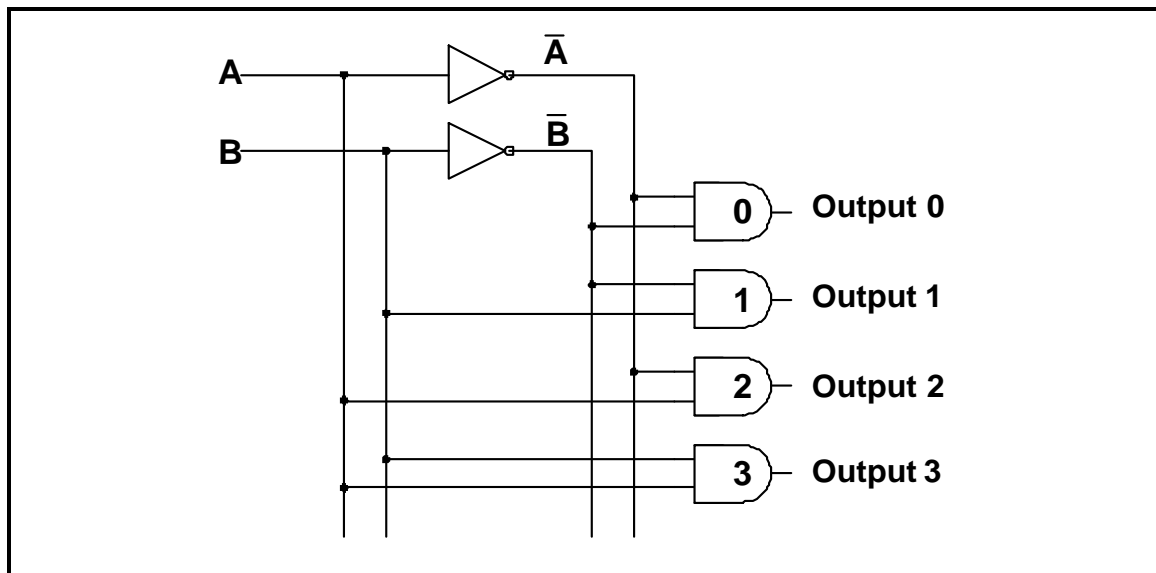 A
A̅
B
B̅
0 Output 0
1 Output 1
2 Output 2
3 Output 3